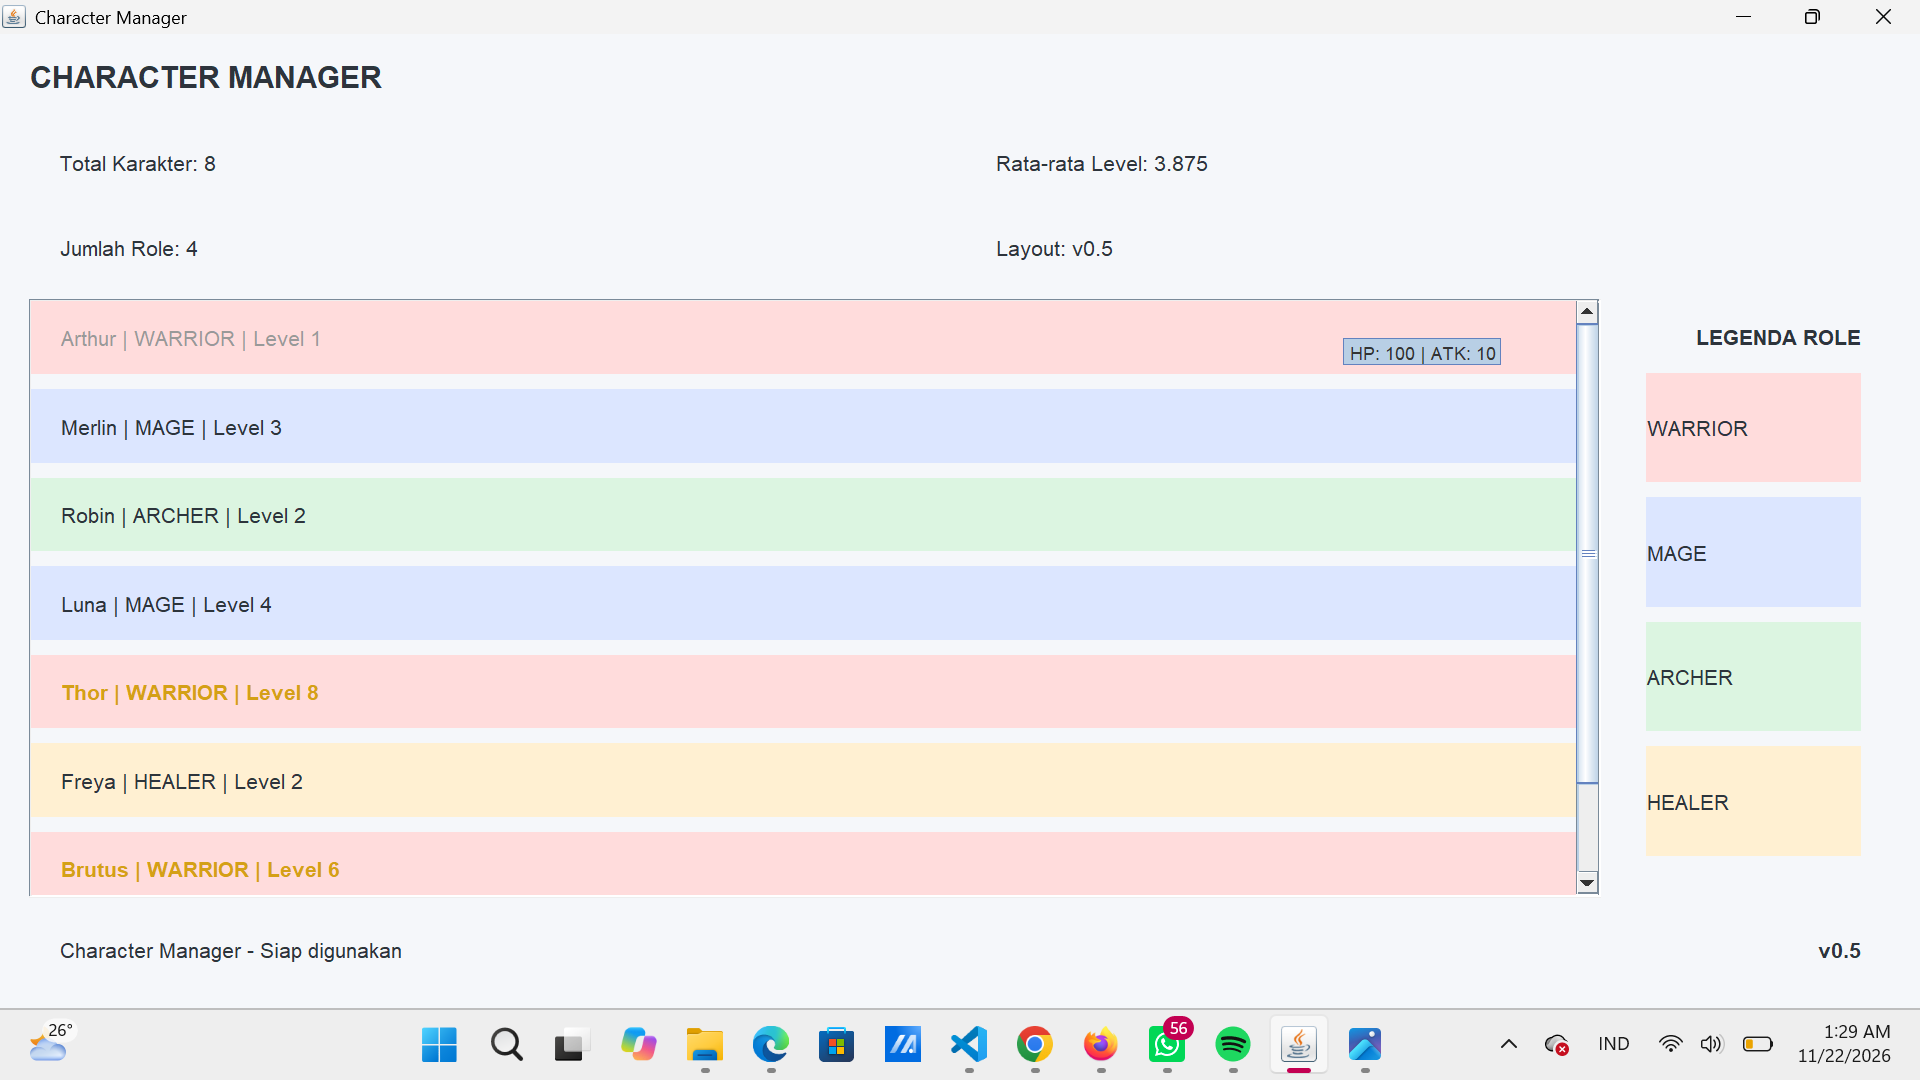 Character Manager
CHARACTER MANAGER
Total Karakter: 8
Rata-rata Level: 3.875
Jumlah Role: 4
Layout: v0.5
Arthur | WARRIOR | Level 1
HP: 100 | ATK: 10
Merlin | MAGE | Level 3
Robin | ARCHER | Level 2
Luna | MAGE | Level 4
Thor | WARRIOR | Level 8
Freya | HEALER | Level 2
Brutus | WARRIOR | Level 6
LEGENDA ROLE
WARRIOR
MAGE
ARCHER
HEALER
Character Manager - Siap digunakan
v0.5
26°
56
IND
1:29 AM
11/22/2026